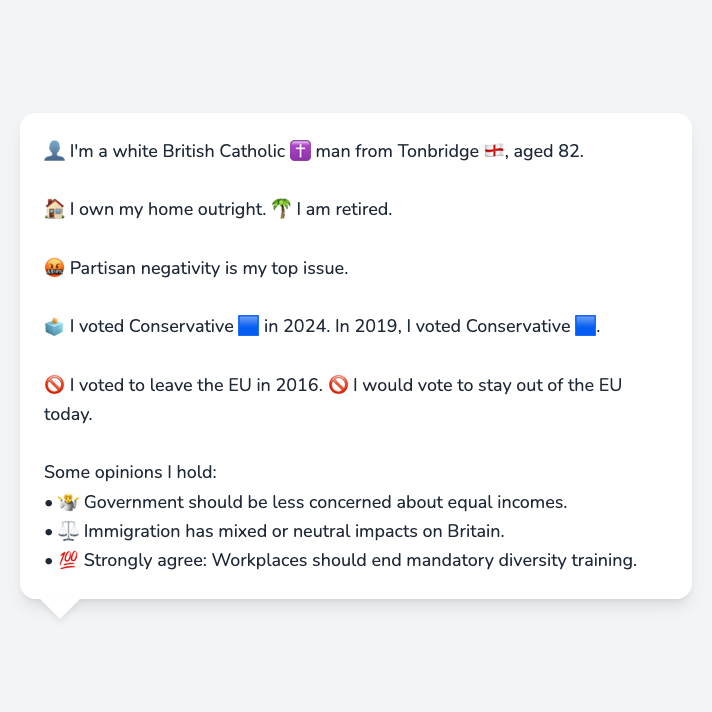 👤 I'm a white British Catholic ✝️ man from Tonbridge 🏴󠁧󠁢󠁥󠁮󠁧󠁿, aged 82.
🏠 I own my home outright. 🌴 I am retired.
🤬 Partisan negativity is my top issue.
🗳️ I voted Conservative 🟦 in 2024. In 2019, I voted Conservative 🟦.
🚫 I voted to leave the EU in 2016. 🚫 I would vote to stay out of the EU
today.
Some opinions I hold:
• 🤷 Government should be less concerned about equal incomes.
• ⚖️ Immigration has mixed or neutral impacts on Britain.
• 💯 Strongly agree: Workplaces should end mandatory diversity training.